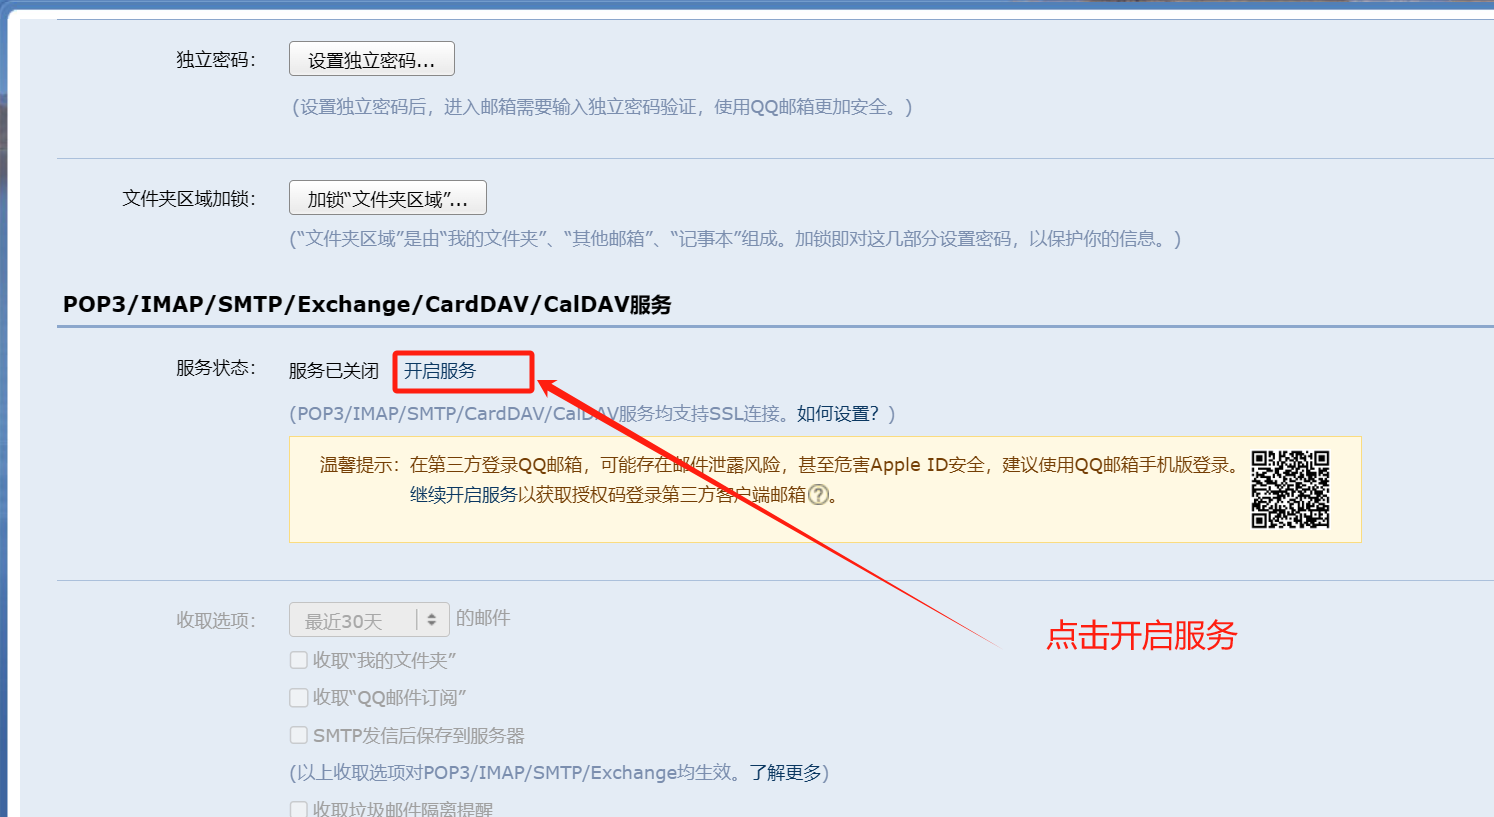 独立密码： 设置独立密码...
(设置独立密码后，进入邮箱需要输入独立密码验证，使用QQ邮箱更加安全。)
文件夹区域加锁： 加锁“文件夹区域”...
(“文件夹区域”是由“我的文件夹”、“其他邮箱”、“记事本”组成。加锁即对这几部分设置密码，以保护你的信息。)
POP3/IMAP/SMTP/Exchange/CardDAV/CalDAV服务
服务状态： 服务已关闭 开启服务
(POP3/IMAP/SMTP/CardDAV/CalDAV服务均支持SSL连接。如何设置？)
温馨提示：在第三方登录QQ邮箱，可能存在邮件泄露风险，甚至危害Apple ID安全，建议使用QQ邮箱手机版登录。
继续开启服务以获取授权码登录第三方客户端邮箱?。
收取选项： 最近30天 的邮件
点击开启服务
收取“我的文件夹”
收取“QQ邮件订阅”
SMTP发信后保存到服务器
(以上收取选项对POP3/IMAP/SMTP/Exchange均生效。了解更多)
收取垃圾邮件隔离提醒